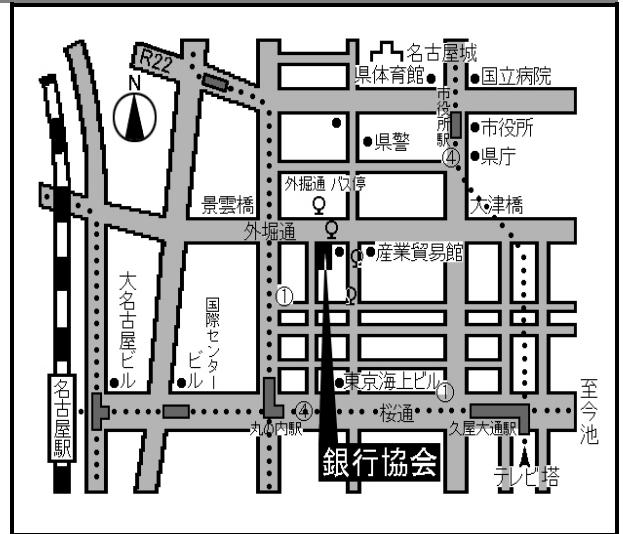 名古屋城
R22
県体育館
国立病院
N
市役所駅
市役所
県警
④
県庁
外掘通 バス停
景雲橋
大津橋
外堀通
産業貿易館
大名古屋ビル
国際センタービル
①
東京海上ビル
①
名古屋駅
至今池
④
桜通
丸の内駅
久屋大通駅
銀行協会
テレビ塔